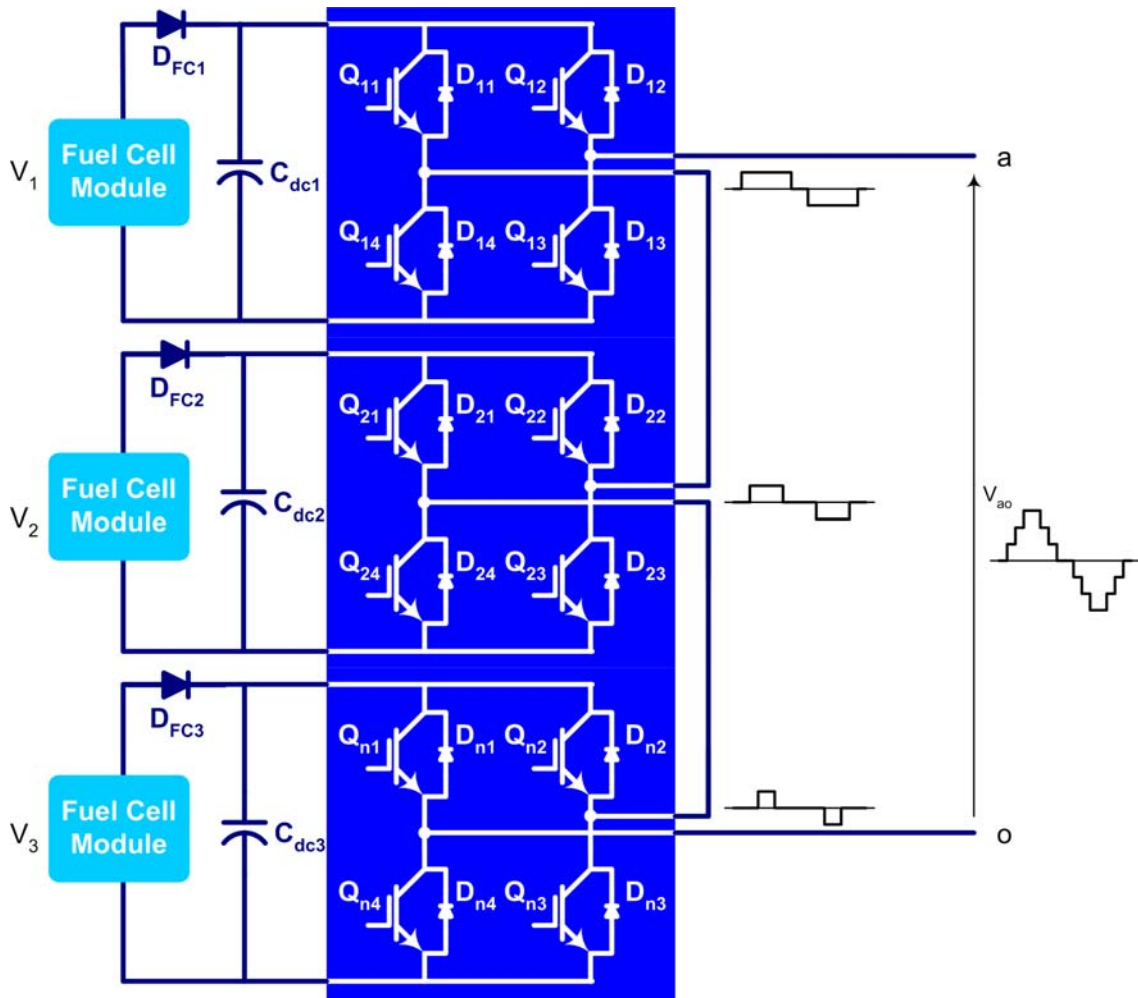 D_FC1
V_1
Fuel Cell
Module
C_dc1
Q_11
D_11
Q_12
D_12
Q_14
D_14
Q_13
D_13
a
D_FC2
V_2
Fuel Cell
Module
C_dc2
Q_21
D_21
Q_22
D_22
Q_24
D_24
Q_23
D_23
V_ao
D_FC3
V_3
Fuel Cell
Module
C_dc3
Q_n1
D_n1
Q_n2
D_n2
Q_n4
D_n4
Q_n3
D_n3
o